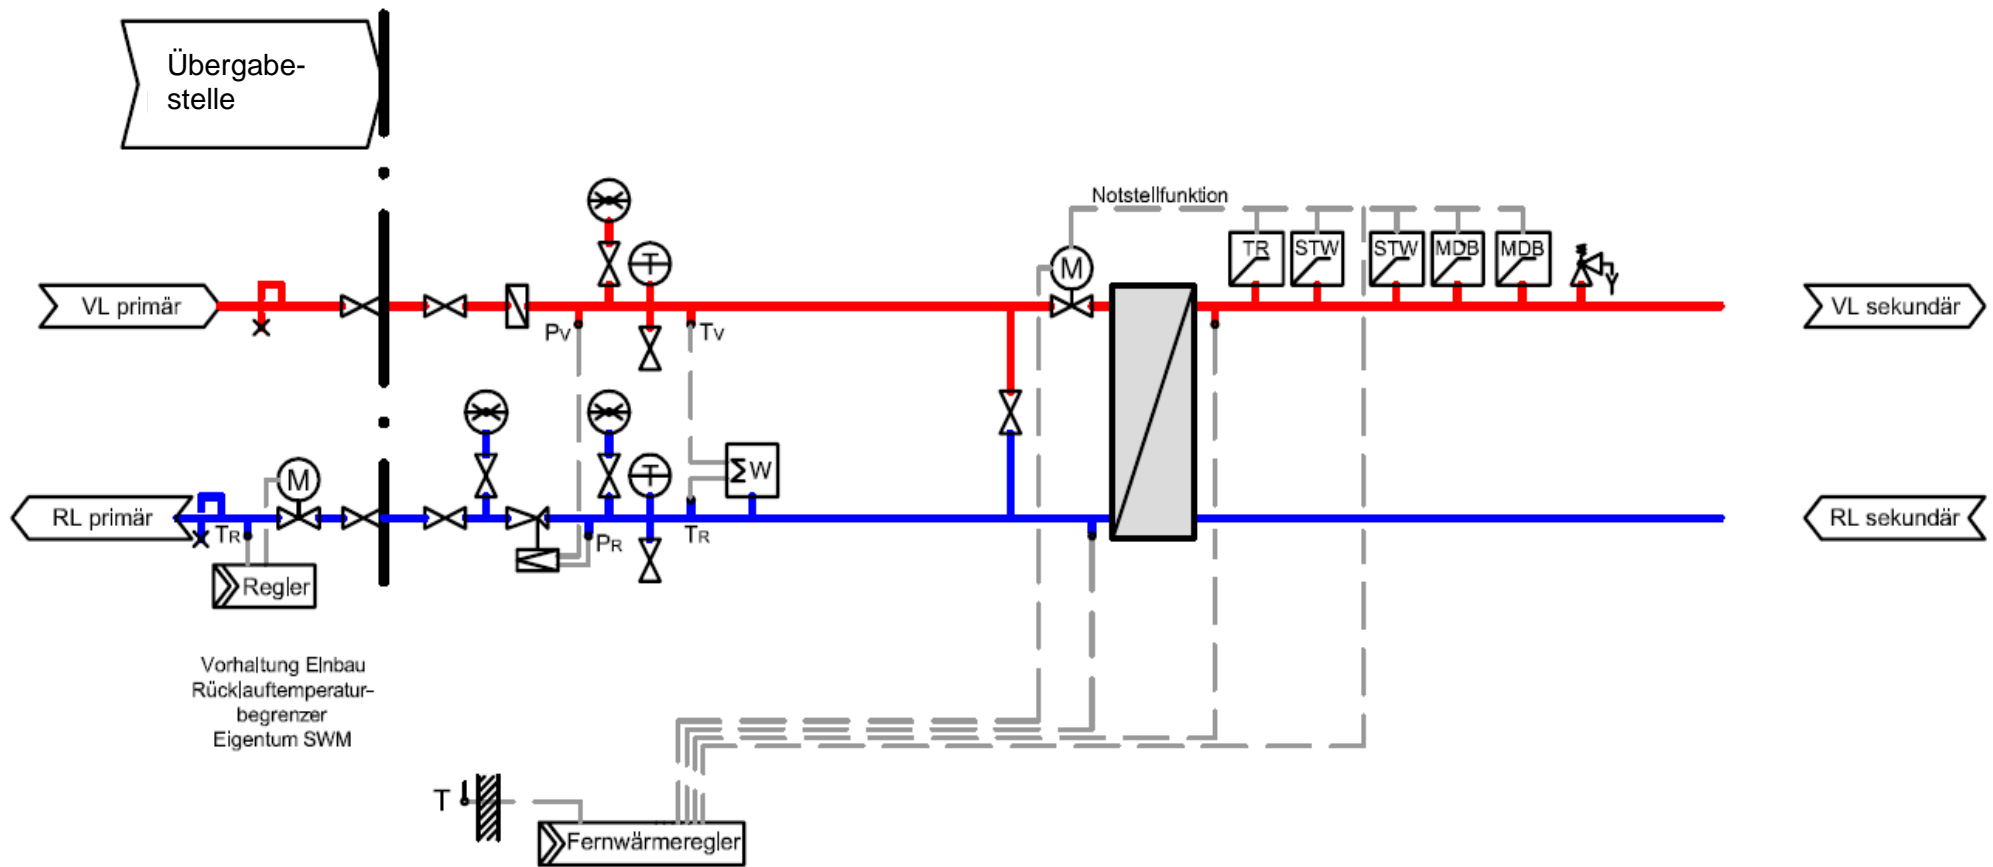 Übergabe-
stelle
Notstellfunktion
TR
STW
STW
MDB
MDB
M
VL primär
VL sekundär
T
PV
TV
M
T
ΣW
RL primär
RL sekundär
TR
PR
TR
Regler
Vorhaltung Einbau
Rücklauftemperatur-
begrenzer
Eigentum SWM
T
Fernwärmeregler